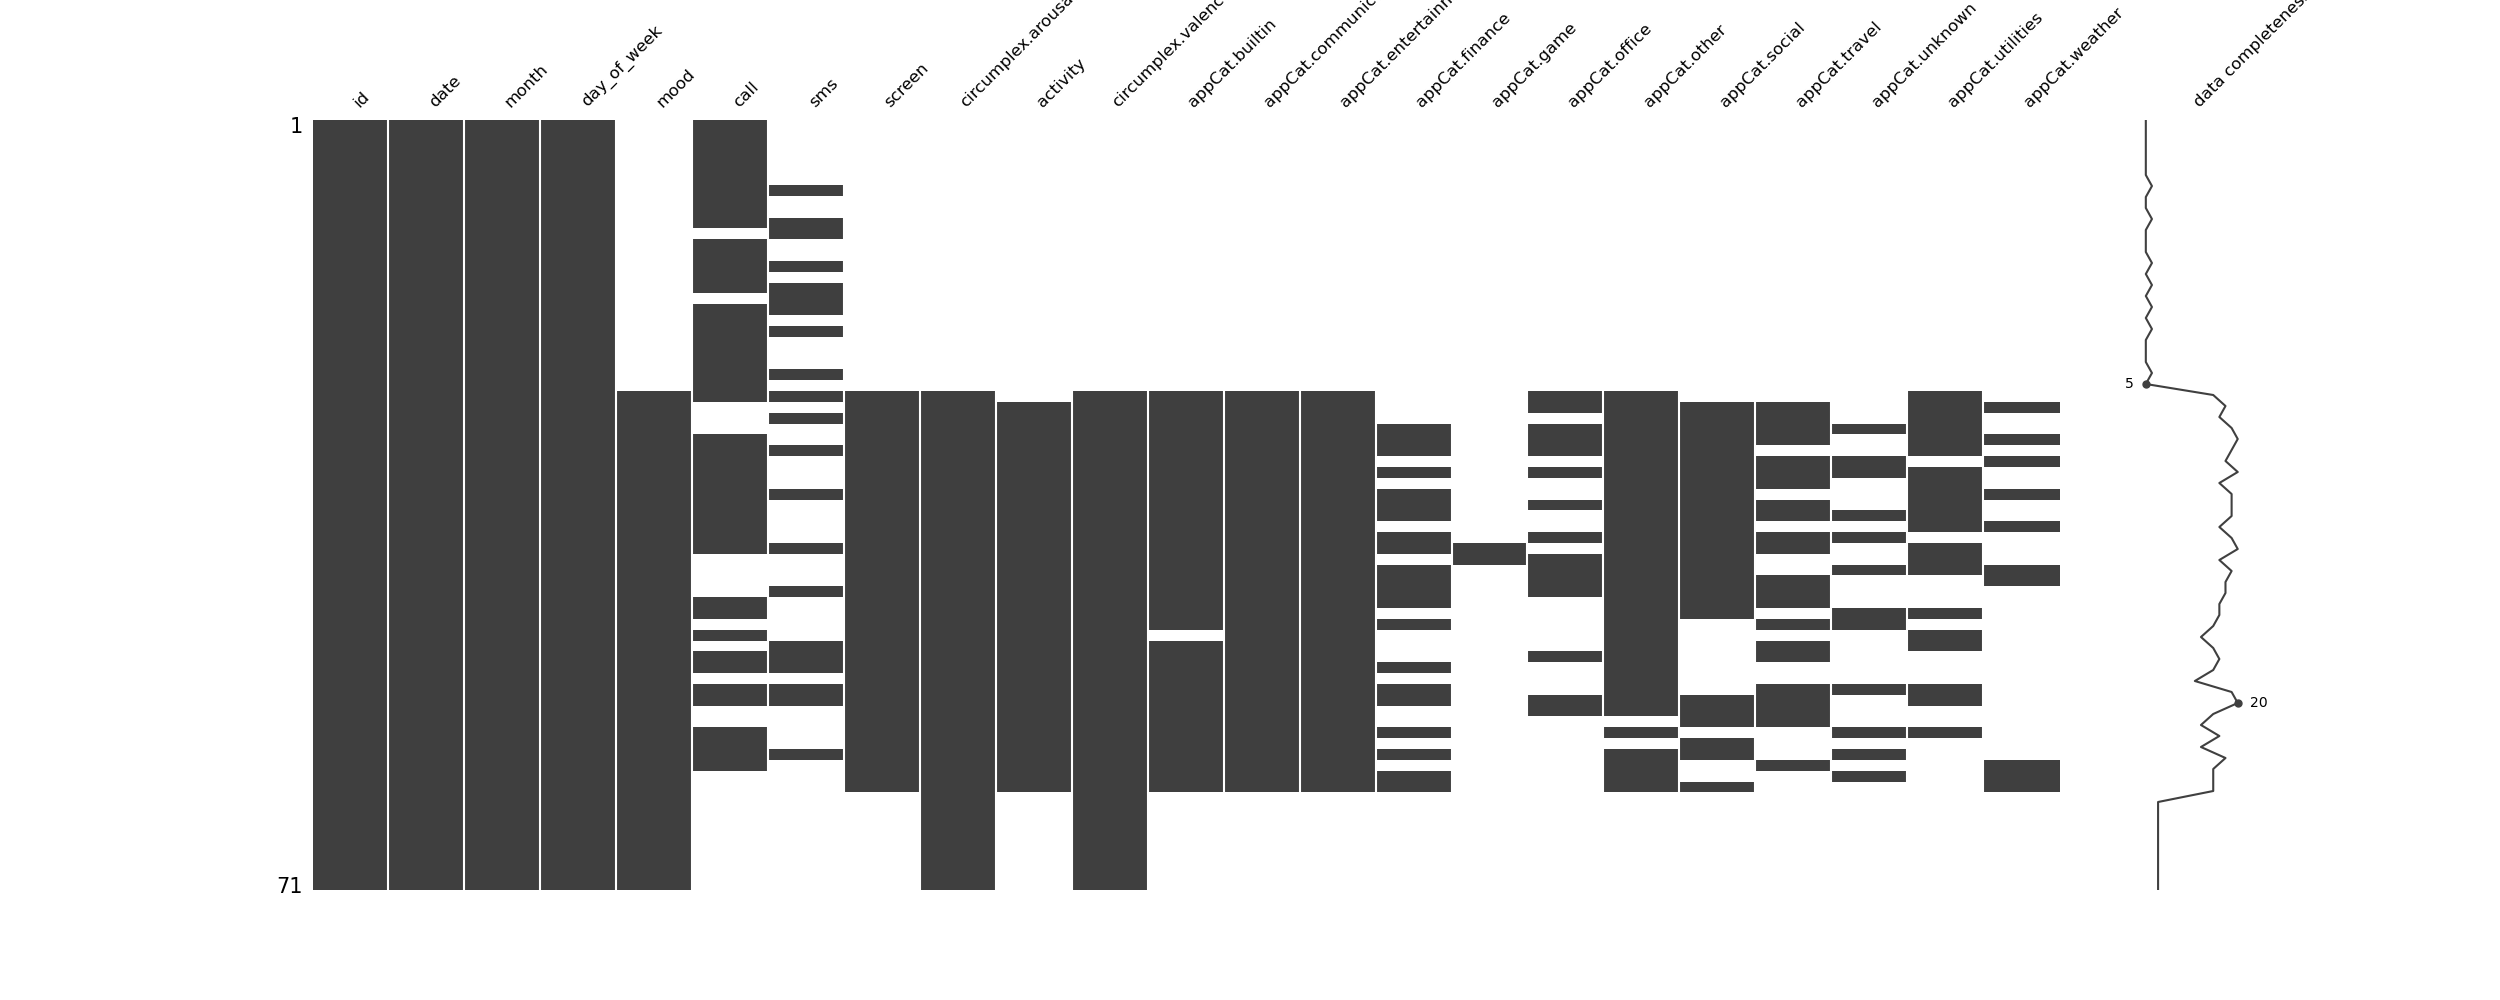 id
date
month
day_of_week
mood
call
sms
screen
circumplex.arousa
activity
circumplex.valenc
appCat.builtin
appCat.communic
appCat.entertainn
appCat.finance
appCat.game
appCat.office
appCat.other
appCat.social
appCat.travel
appCat.unknown
appCat.utilities
appCat.weather
data completenes
1
5
20
71